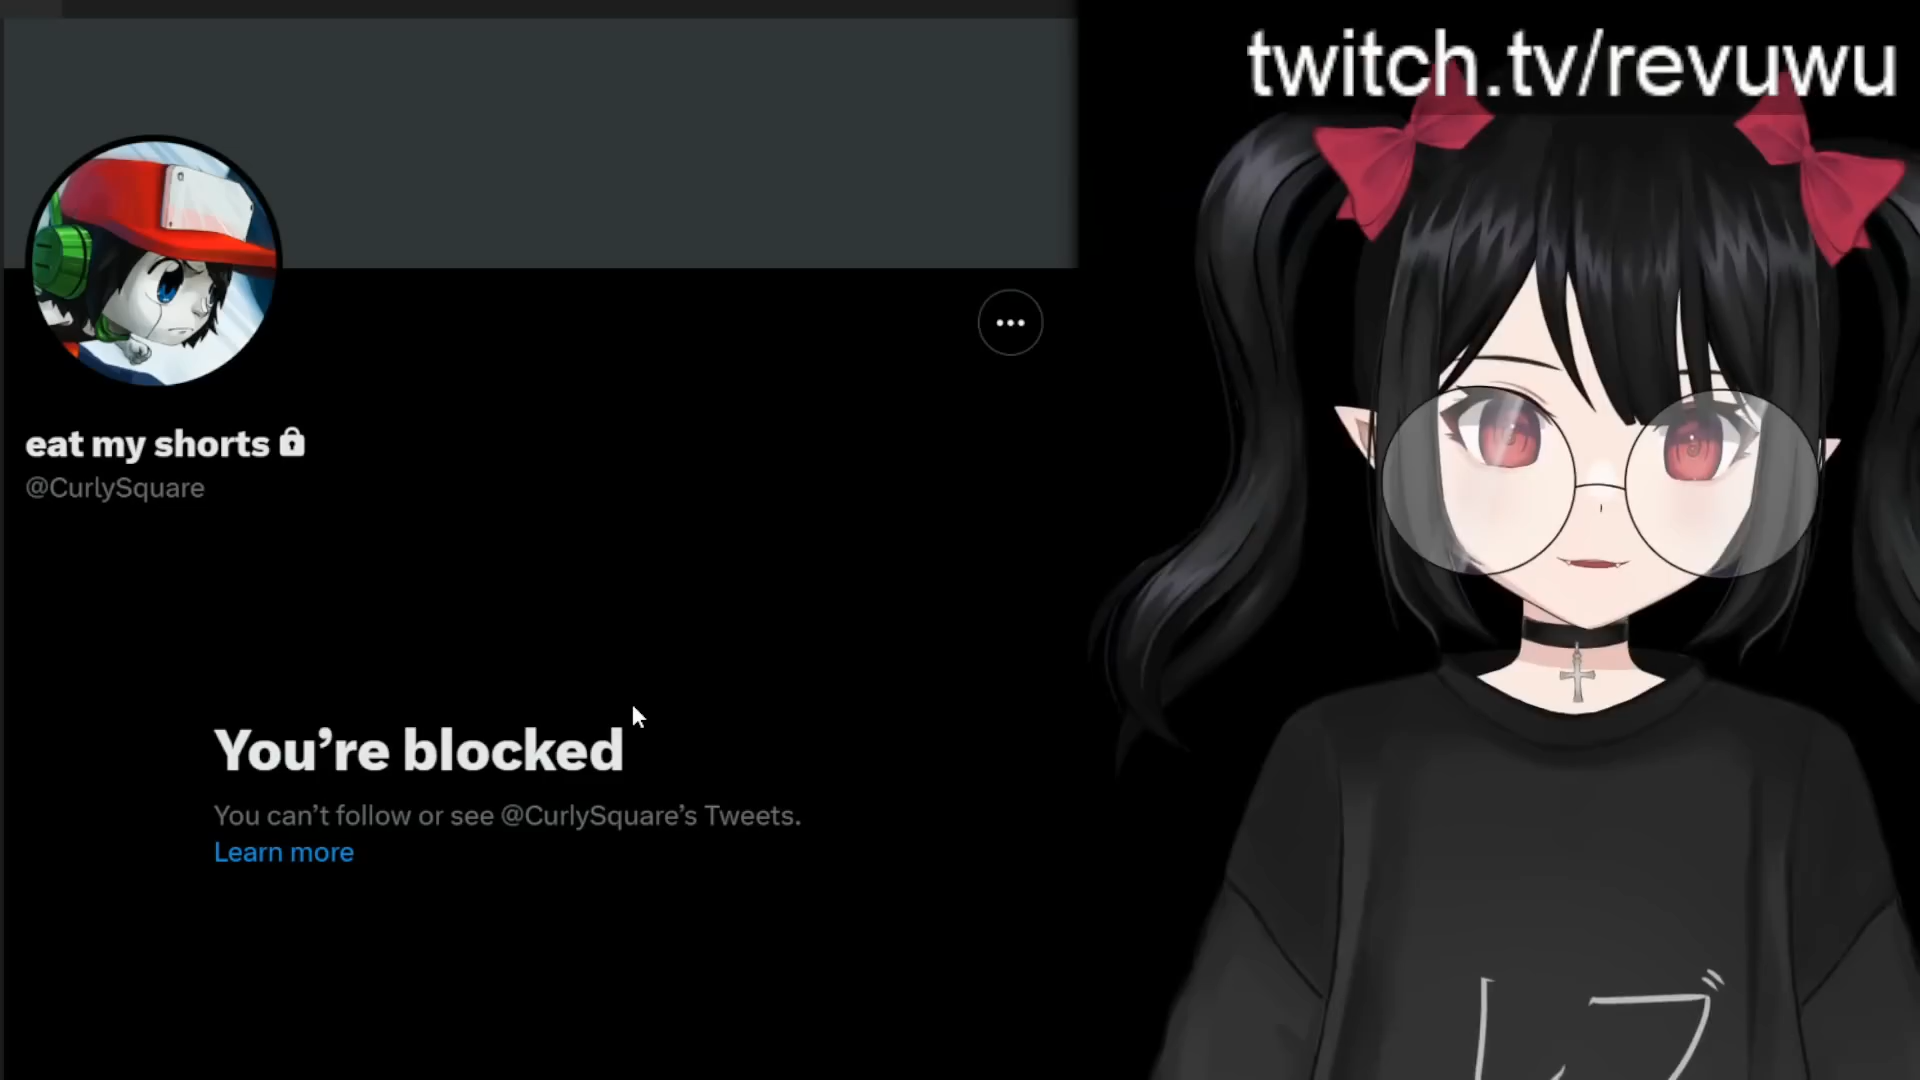 twitch.tv/revuwu
eat my shorts
@CurlySquare
You’re blocked
You can’t follow or see @CurlySquare’s Tweets.
Learn more
レブ